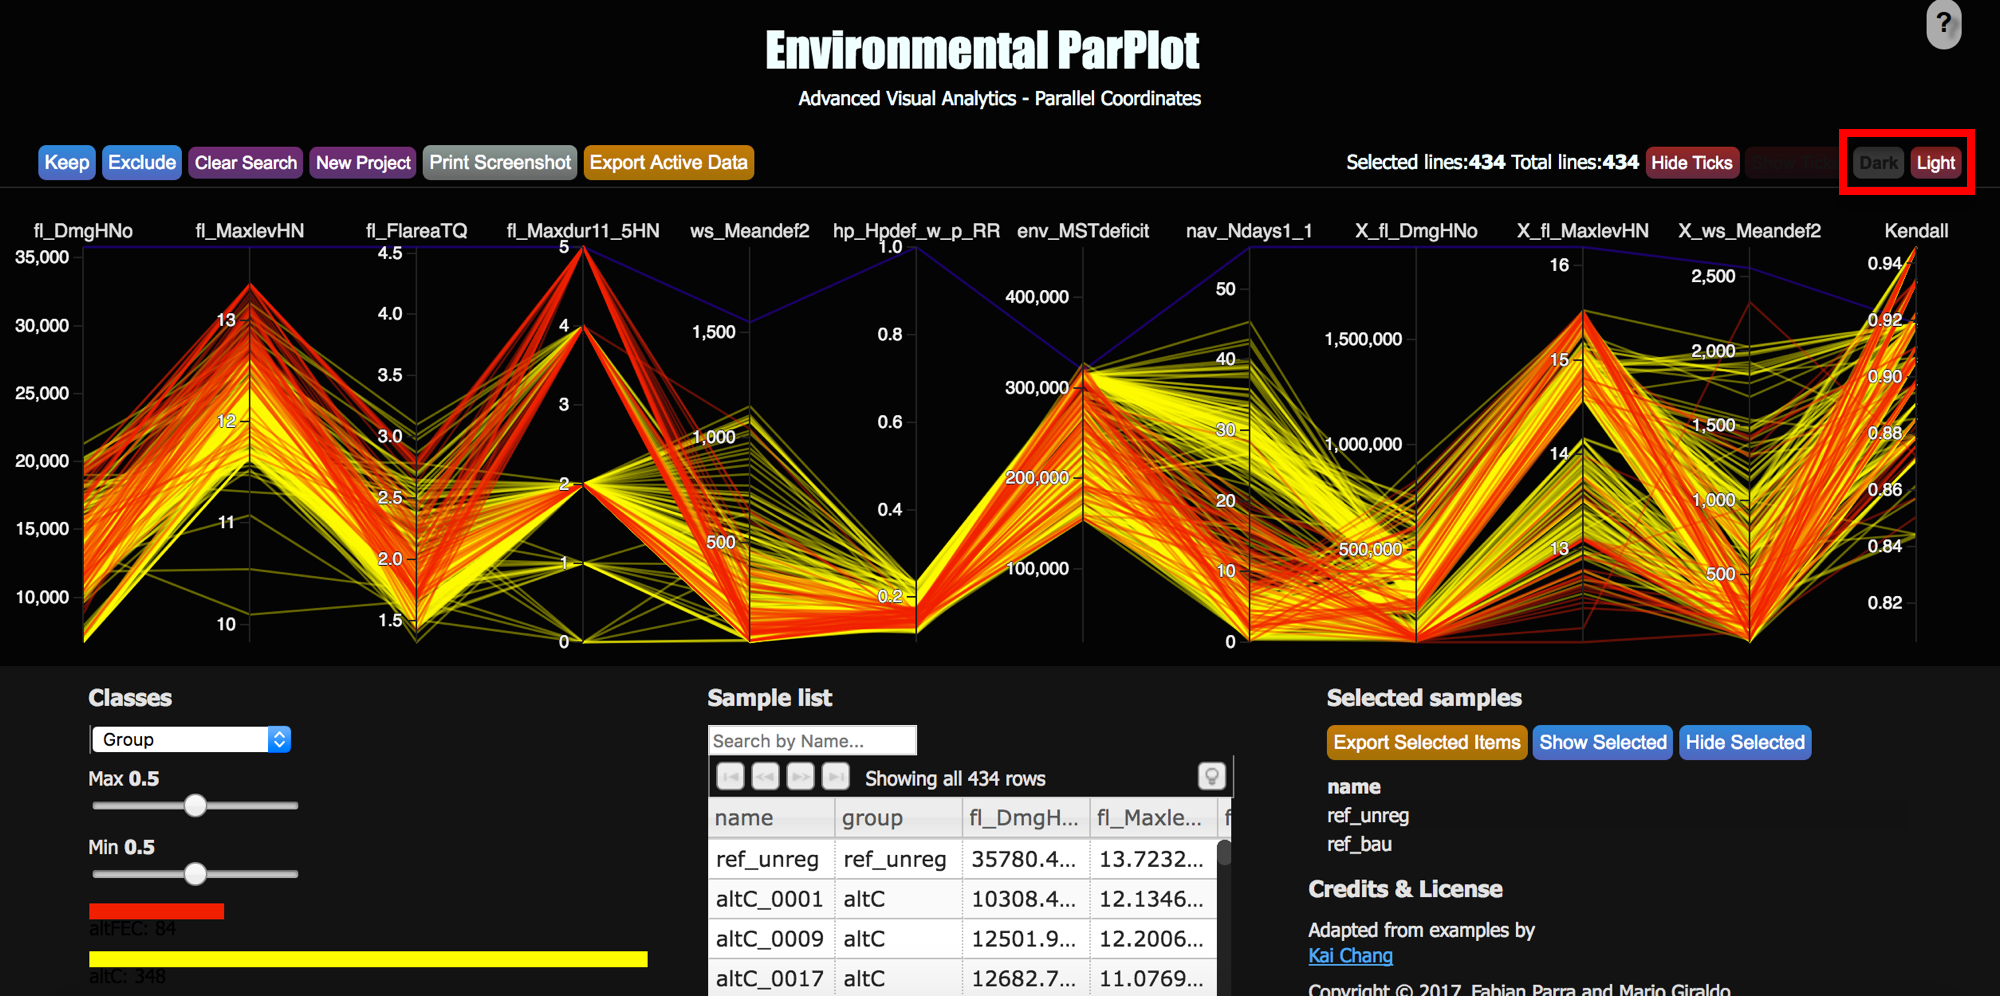 ?
Environmental ParPlot
Advanced Visual Analytics - Parallel Coordinates
Keep Exclude Clear Search New Project Print Screenshot Export Active Data Selected lines:434 Total lines:434 Hide Ticks Show Ticks Dark Light
fl_DmgHNo fl_MaxlevHN fl_FlareaTQ fl_Maxdur11_5HN ws_Meandef2 hp_Hpdef_w_p_RR env_MSTdeficit nav_Ndays1_1 X_fl_DmgHNo X_fl_MaxlevHN X_ws_Meandef2 Kendall
35,000
30,000
25,000
20,000
15,000
10,000
13
12
11
10
4.5
4.0
3.5
3.0
2.5
2.0
1.5
5
4
3
2
1
0
1,500
1,000
500
1.0
0.8
0.6
0.4
0.2
400,000
300,000
200,000
100,000
50
40
30
20
10
0
1,500,000
1,000,000
500,000
16
15
14
13
2,500
2,000
1,500
1,000
500
0.94
0.92
0.90
0.88
0.86
0.84
0.82
Classes
Group
Max 0.5
Min 0.5
altFEC: 84
altC: 348
Sample list
Search by Name...
Showing all 434 rows
name group fl_DmgH... fl_Maxle... f
ref_unreg ref_unreg 35780.4... 13.7232...
altC_0001 altC 10308.4... 12.1346...
altC_0009 altC 12501.9... 12.2006...
altC_0017 altC 12682.7... 11.0769...
Selected samples
Export Selected Items Show Selected Hide Selected
name
ref_unreg
ref_bau
Credits & License
Adapted from examples by
Kai Chang
Copyright © 2017, Fabian Parra and Mario Giraldo